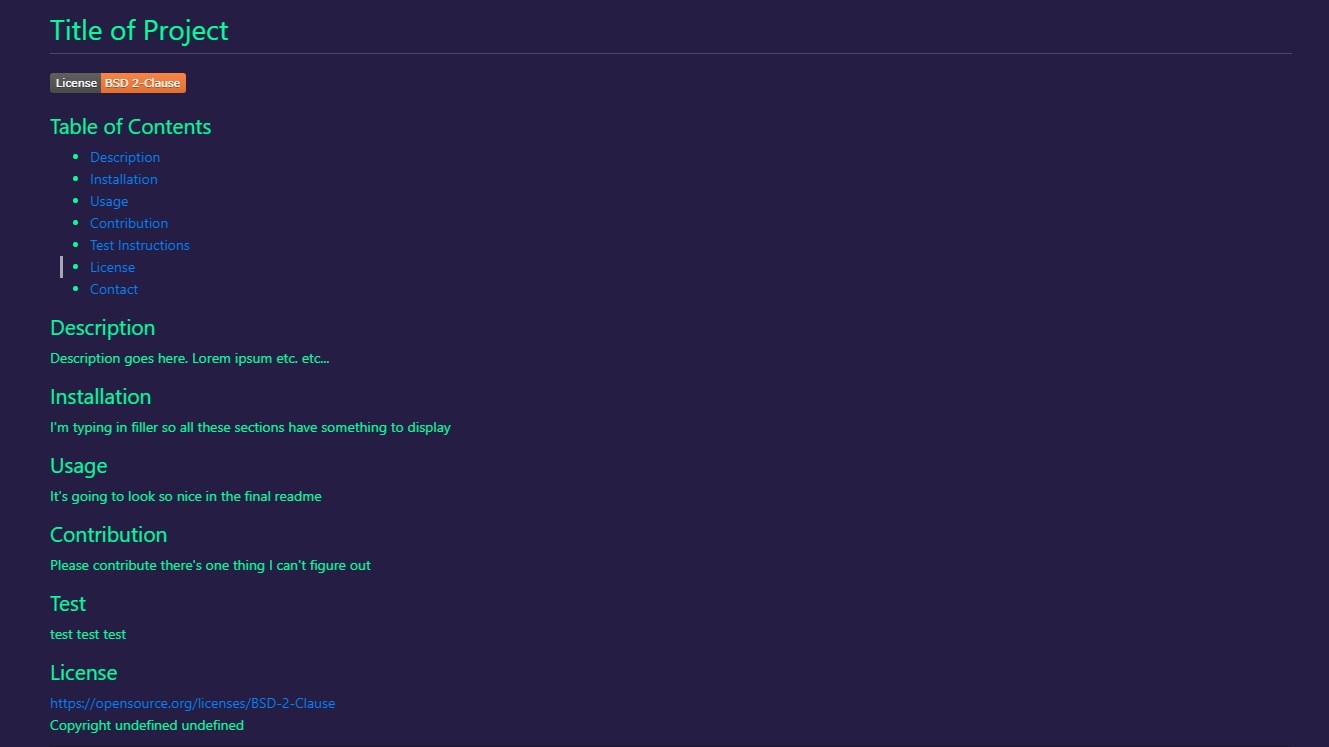 Title of Project
License BSD 2-Clause
Table of Contents
Description
Installation
Usage
Contribution
Test Instructions
License
Contact
Description
Description goes here. Lorem ipsum etc. etc...
Installation
I'm typing in filler so all these sections have something to display
Usage
It's going to look so nice in the final readme
Contribution
Please contribute there's one thing I can't figure out
Test
test test test
License
https://opensource.org/licenses/BSD-2-Clause
Copyright undefined undefined